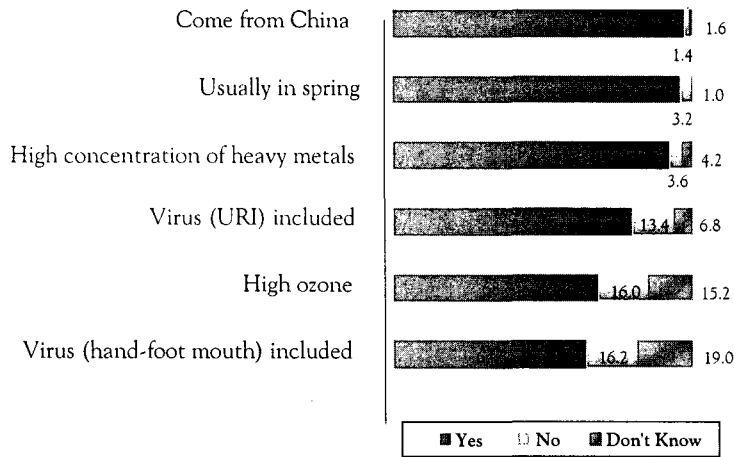 Come from China
1.6
1.4
Usually in spring
1.0
3.2
High concentration of heavy metals
4.2
3.6
Virus (URI) included
13.4
6.8
High ozone
16.0
15.2
Virus (hand-foot mouth) included
16.2
19.0
Yes No Don't Know